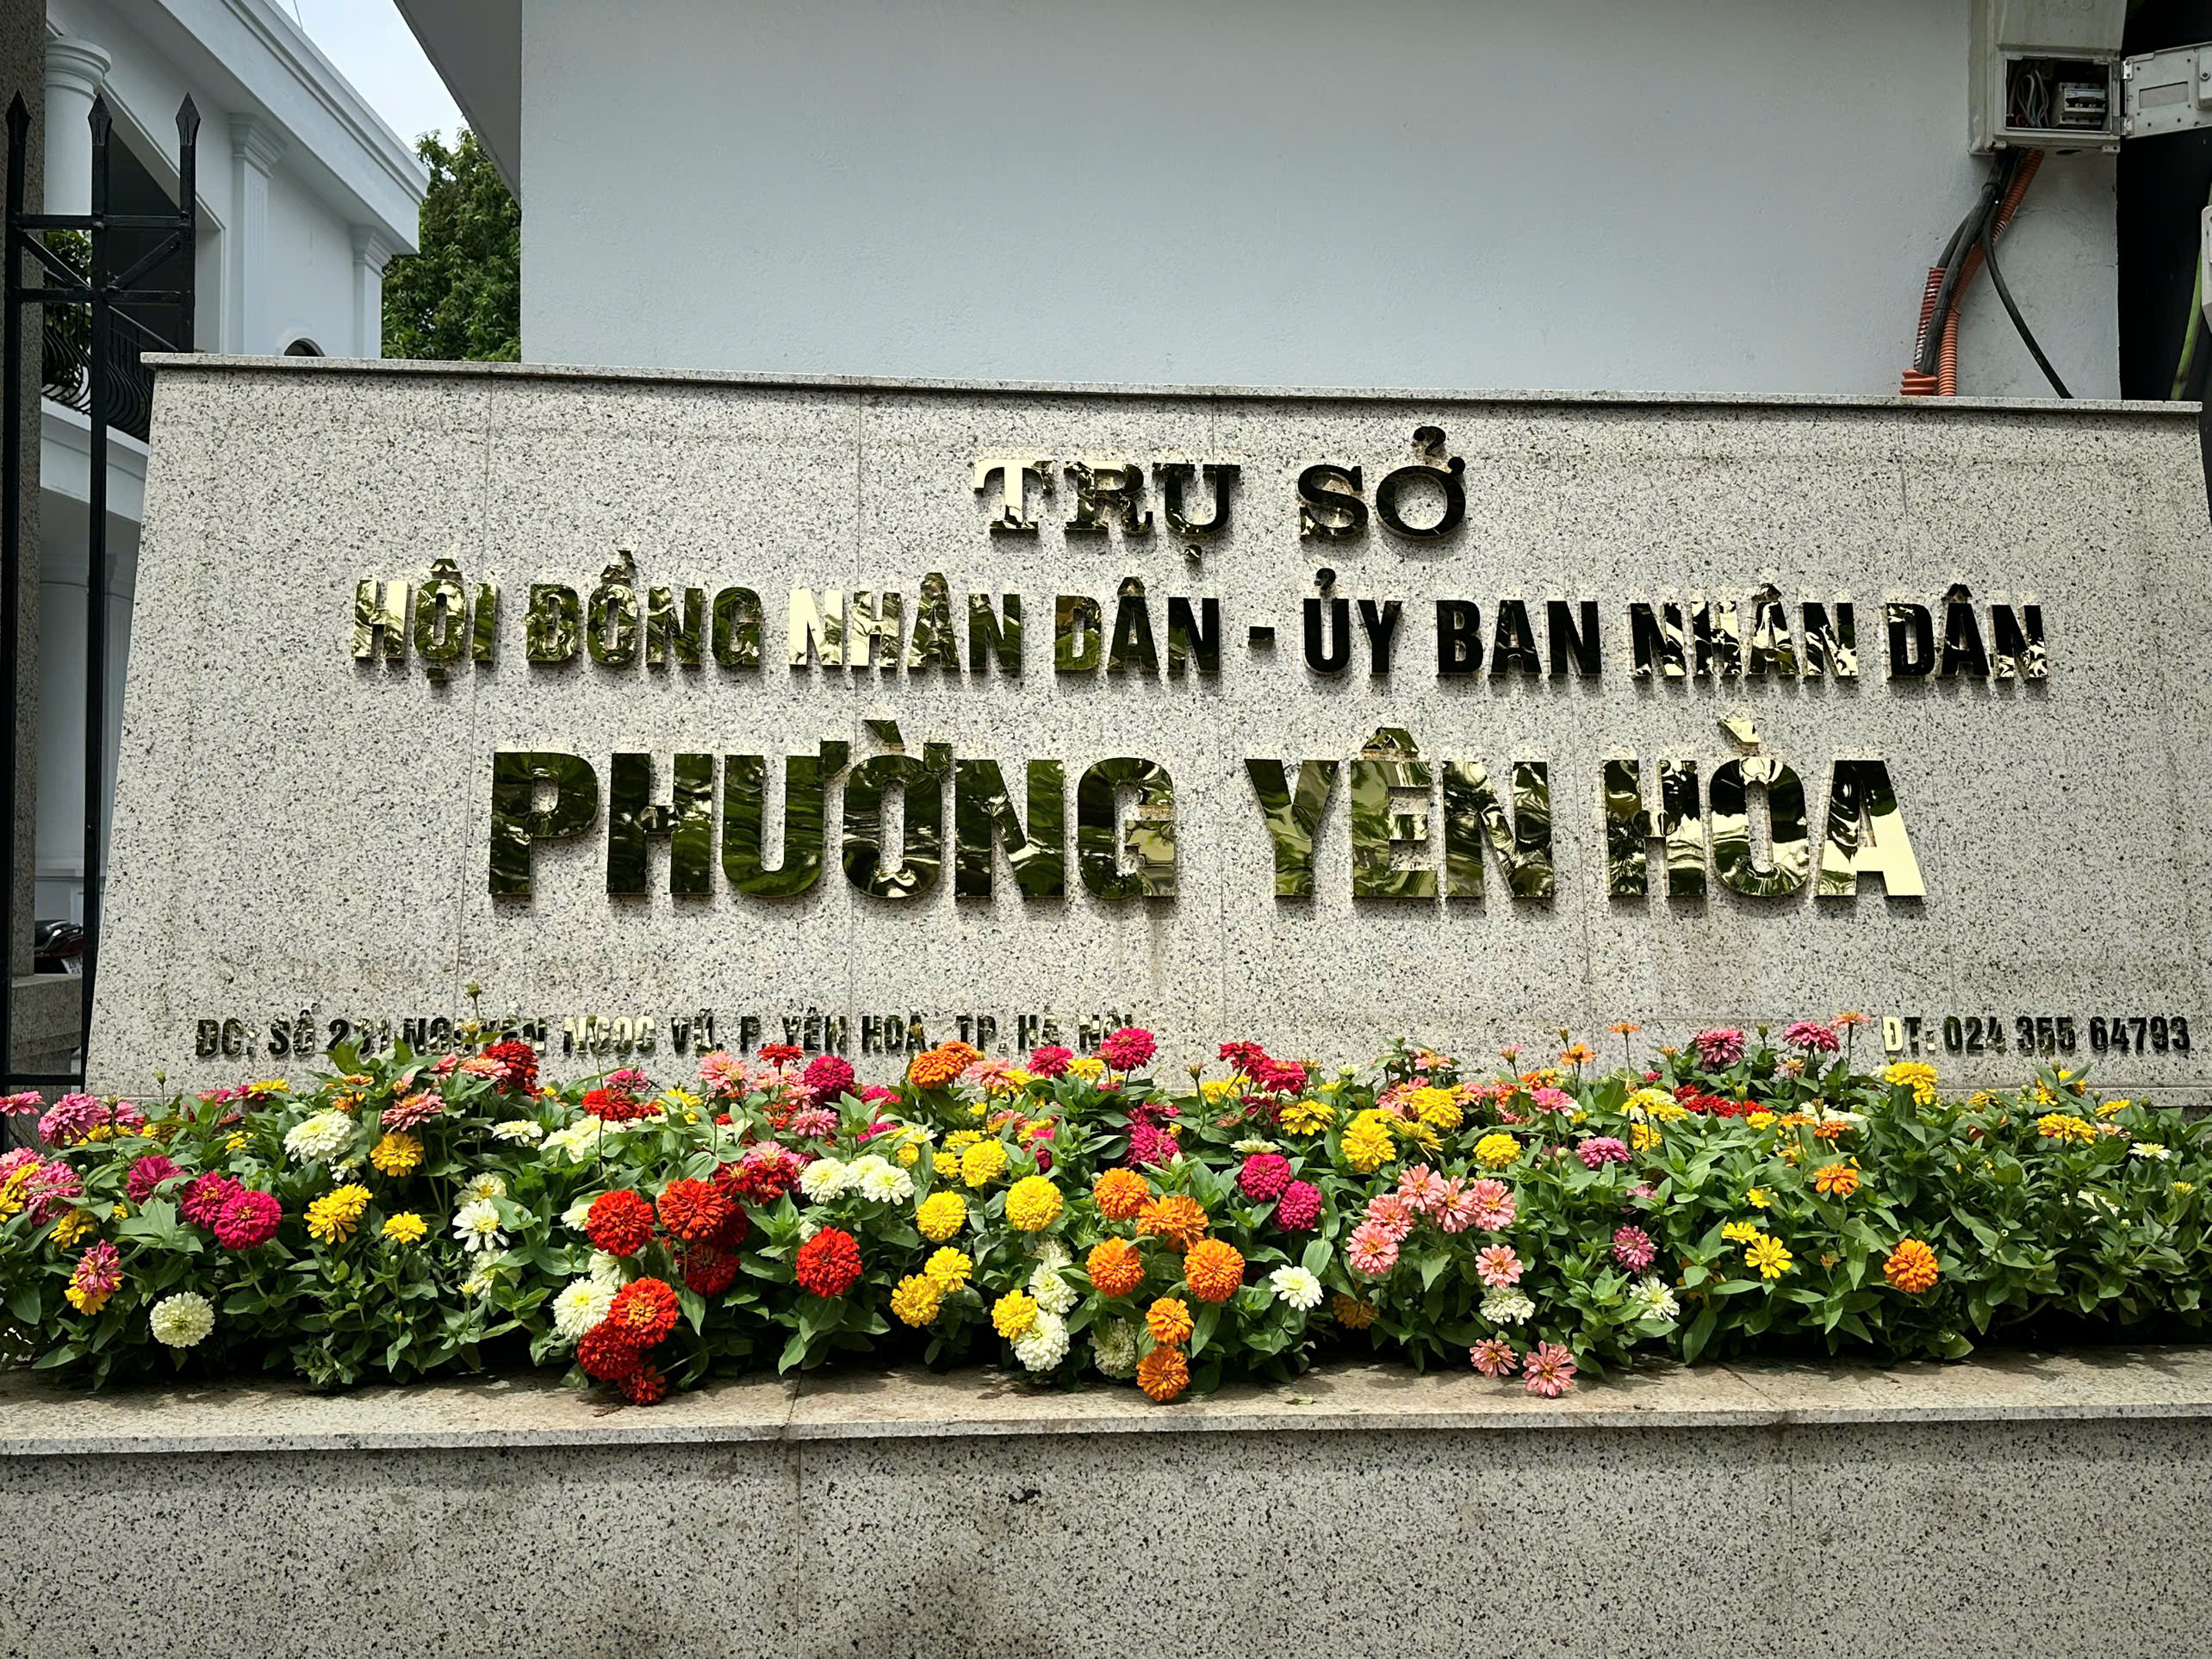 TRỤ SỞ
HỘI ĐỒNG NHÂN DÂN - ỦY BAN NHÂN DÂN
PHƯỜNG YÊN HÒA
ĐC: SỐ NGUYỄN NGỌC VŨ, P. YÊN HÒA, TP. HÀ NỘI
ĐT: 024 355 64793